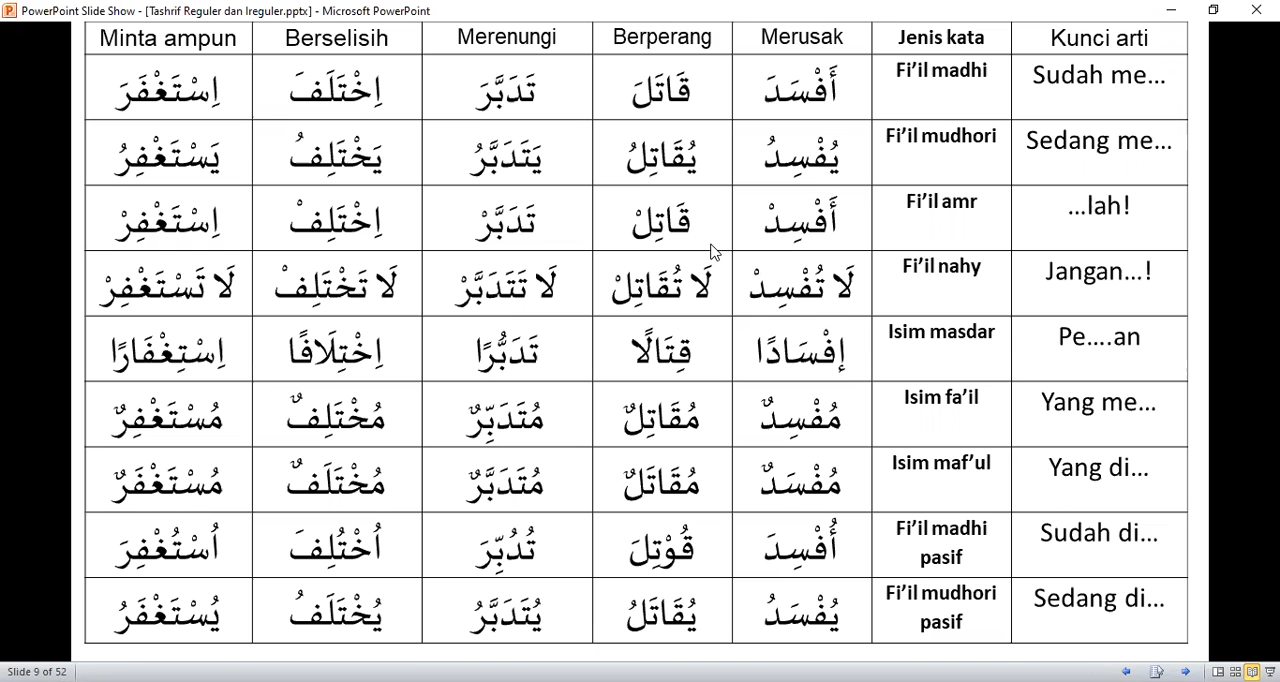 PowerPoint Slide Show - [Tashrif Reguler dan Ireguler.pptx] - Microsoft PowerPoint
Minta ampun Berselisih Merenungi Berperang Merusak Jenis kata Kunci arti
اِسْتَغْفَرَ اِخْتَلَفَ تَدَبَّرَ قَاتَلَ أَفْسَدَ Fi’il madhi Sudah me…
يَسْتَغْفِرُ يَخْتَلِفُ يَتَدَبَّرُ يُقَاتِلُ يُفْسِدُ Fi’il mudhori Sedang me…
اِسْتَغْفِرْ اِخْتَلِفْ تَدَبَّرْ قَاتِلْ أَفْسِدْ Fi’il amr …lah!
لَا تَسْتَغْفِرْ لَا تَخْتَلِفْ لَا تَتَدَبَّرْ لَا تُقَاتِلْ لَا تُفْسِدْ Fi’il nahy Jangan…!
اِسْتِغْفَارًا اِخْتِلَافًا تَدَبُّرًا قِتَالًا إِفْسَادًا Isim masdar Pe….an
مُسْتَغْفِرٌ مُخْتَلِفٌ مُتَدَبِّرٌ مُقَاتِلٌ مُفْسِدٌ Isim fa’il Yang me…
مُسْتَغْفَرٌ مُخْتَلَفٌ مُتَدَبَّرٌ مُقَاتَلٌ مُفْسَدٌ Isim maf’ul Yang di…
اُسْتُغْفِرَ اُخْتُلِفَ تُدُبِّرَ قُوْتِلَ أُفْسِدَ Fi’il madhi pasif Sudah di…
يُسْتَغْفَرُ يُخْتَلَفُ يُتَدَبَّرُ يُقَاتَلُ يُفْسَدُ Fi’il mudhori pasif Sedang di…
Slide 9 of 52